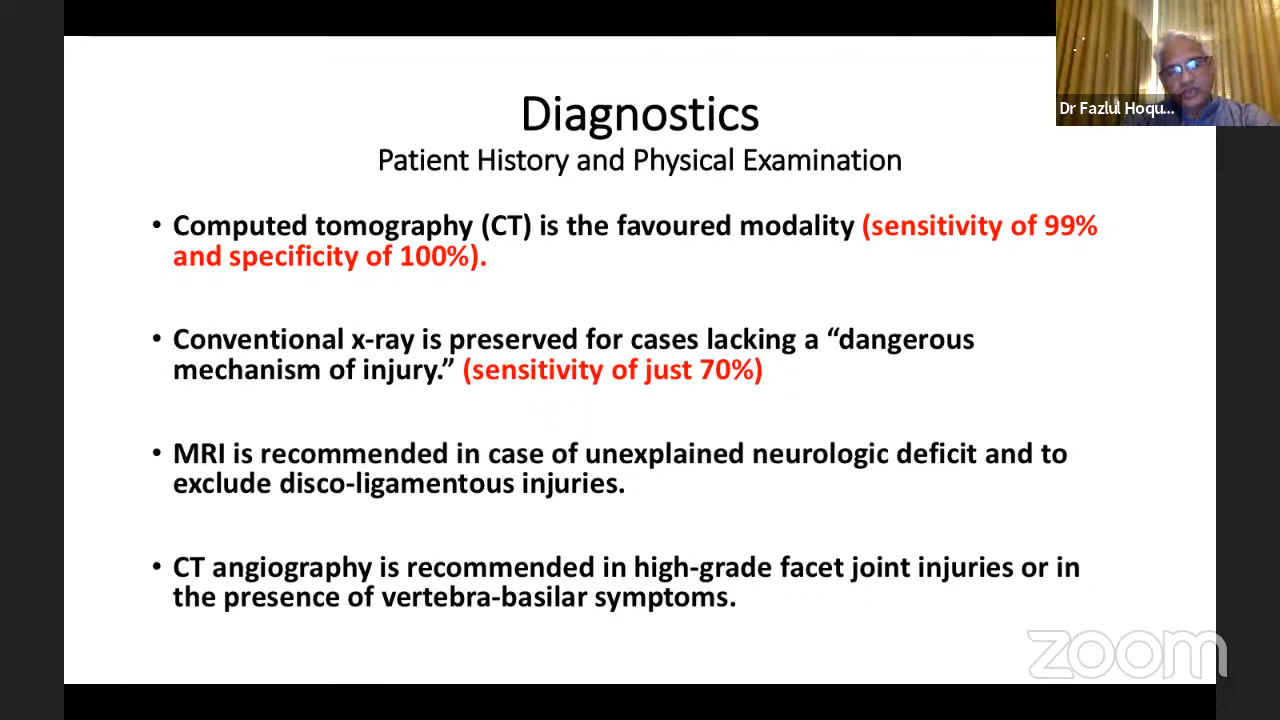 Dr Fazlul Hoqu...
Diagnostics
Patient History and Physical Examination
• Computed tomography (CT) is the favoured modality (sensitivity of 99%
and specificity of 100%).
• Conventional x-ray is preserved for cases lacking a “dangerous
mechanism of injury.” (sensitivity of just 70%)
• MRI is recommended in case of unexplained neurologic deficit and to
exclude disco-ligamentous injuries.
• CT angiography is recommended in high-grade facet joint injuries or in
the presence of vertebra-basilar symptoms.
zoom